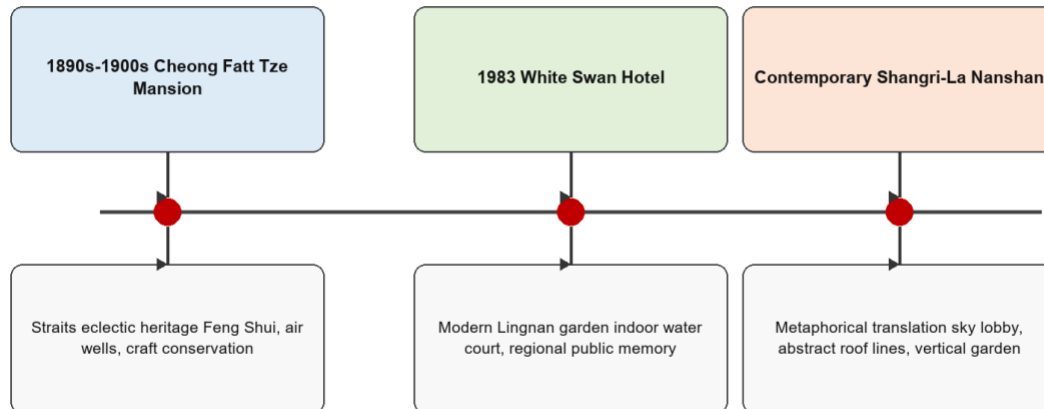 1890s-1900s Cheong Fatt Tze
Mansion
1983 White Swan Hotel
Contemporary Shangri-La Nanshan
Straits eclectic heritage Feng Shui, air
wells, craft conservation
Modern Lingnan garden indoor water
court, regional public memory
Metaphorical translation sky lobby,
abstract roof lines, vertical garden